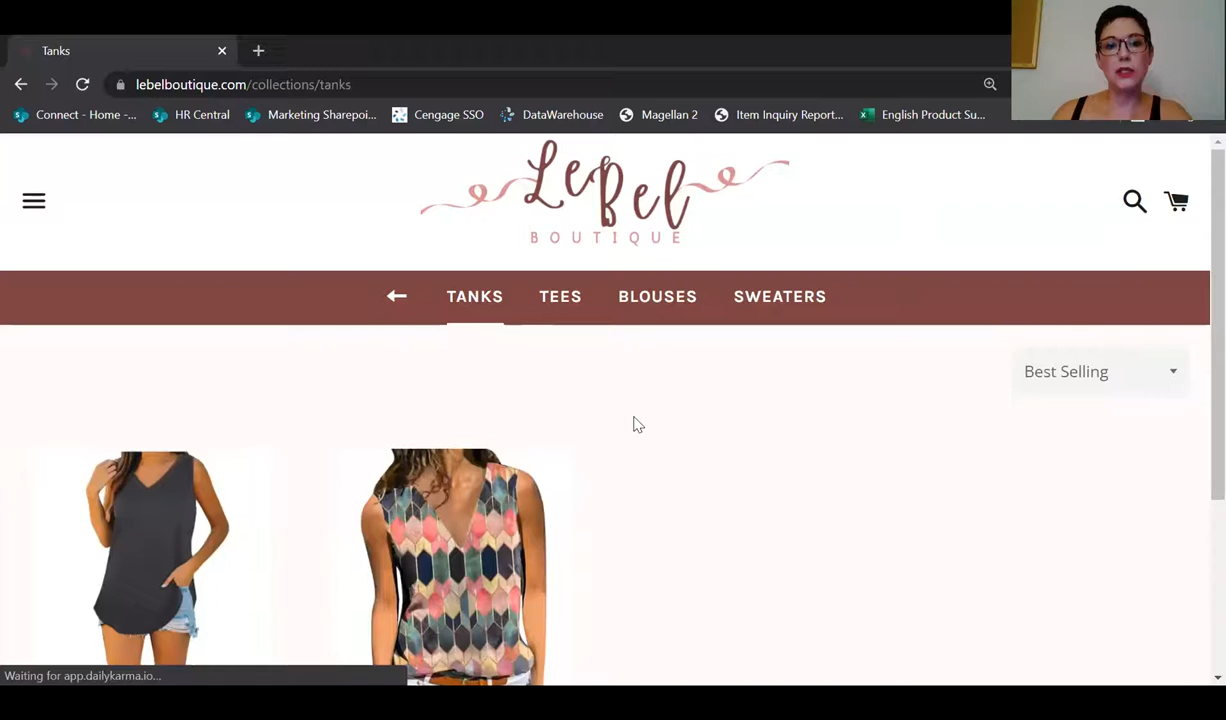 Tanks
lebelboutique.com/collections/tanks
Connect - Home -... HR Central Marketing Sharepoi... Cengage SSO DataWarehouse Magellan 2 Item Inquiry Report... English Product Su...
LeBel
BOUTIQUE
TANKS TEES BLOUSES SWEATERS
Best Selling
Waiting for app.dailykarma.io...